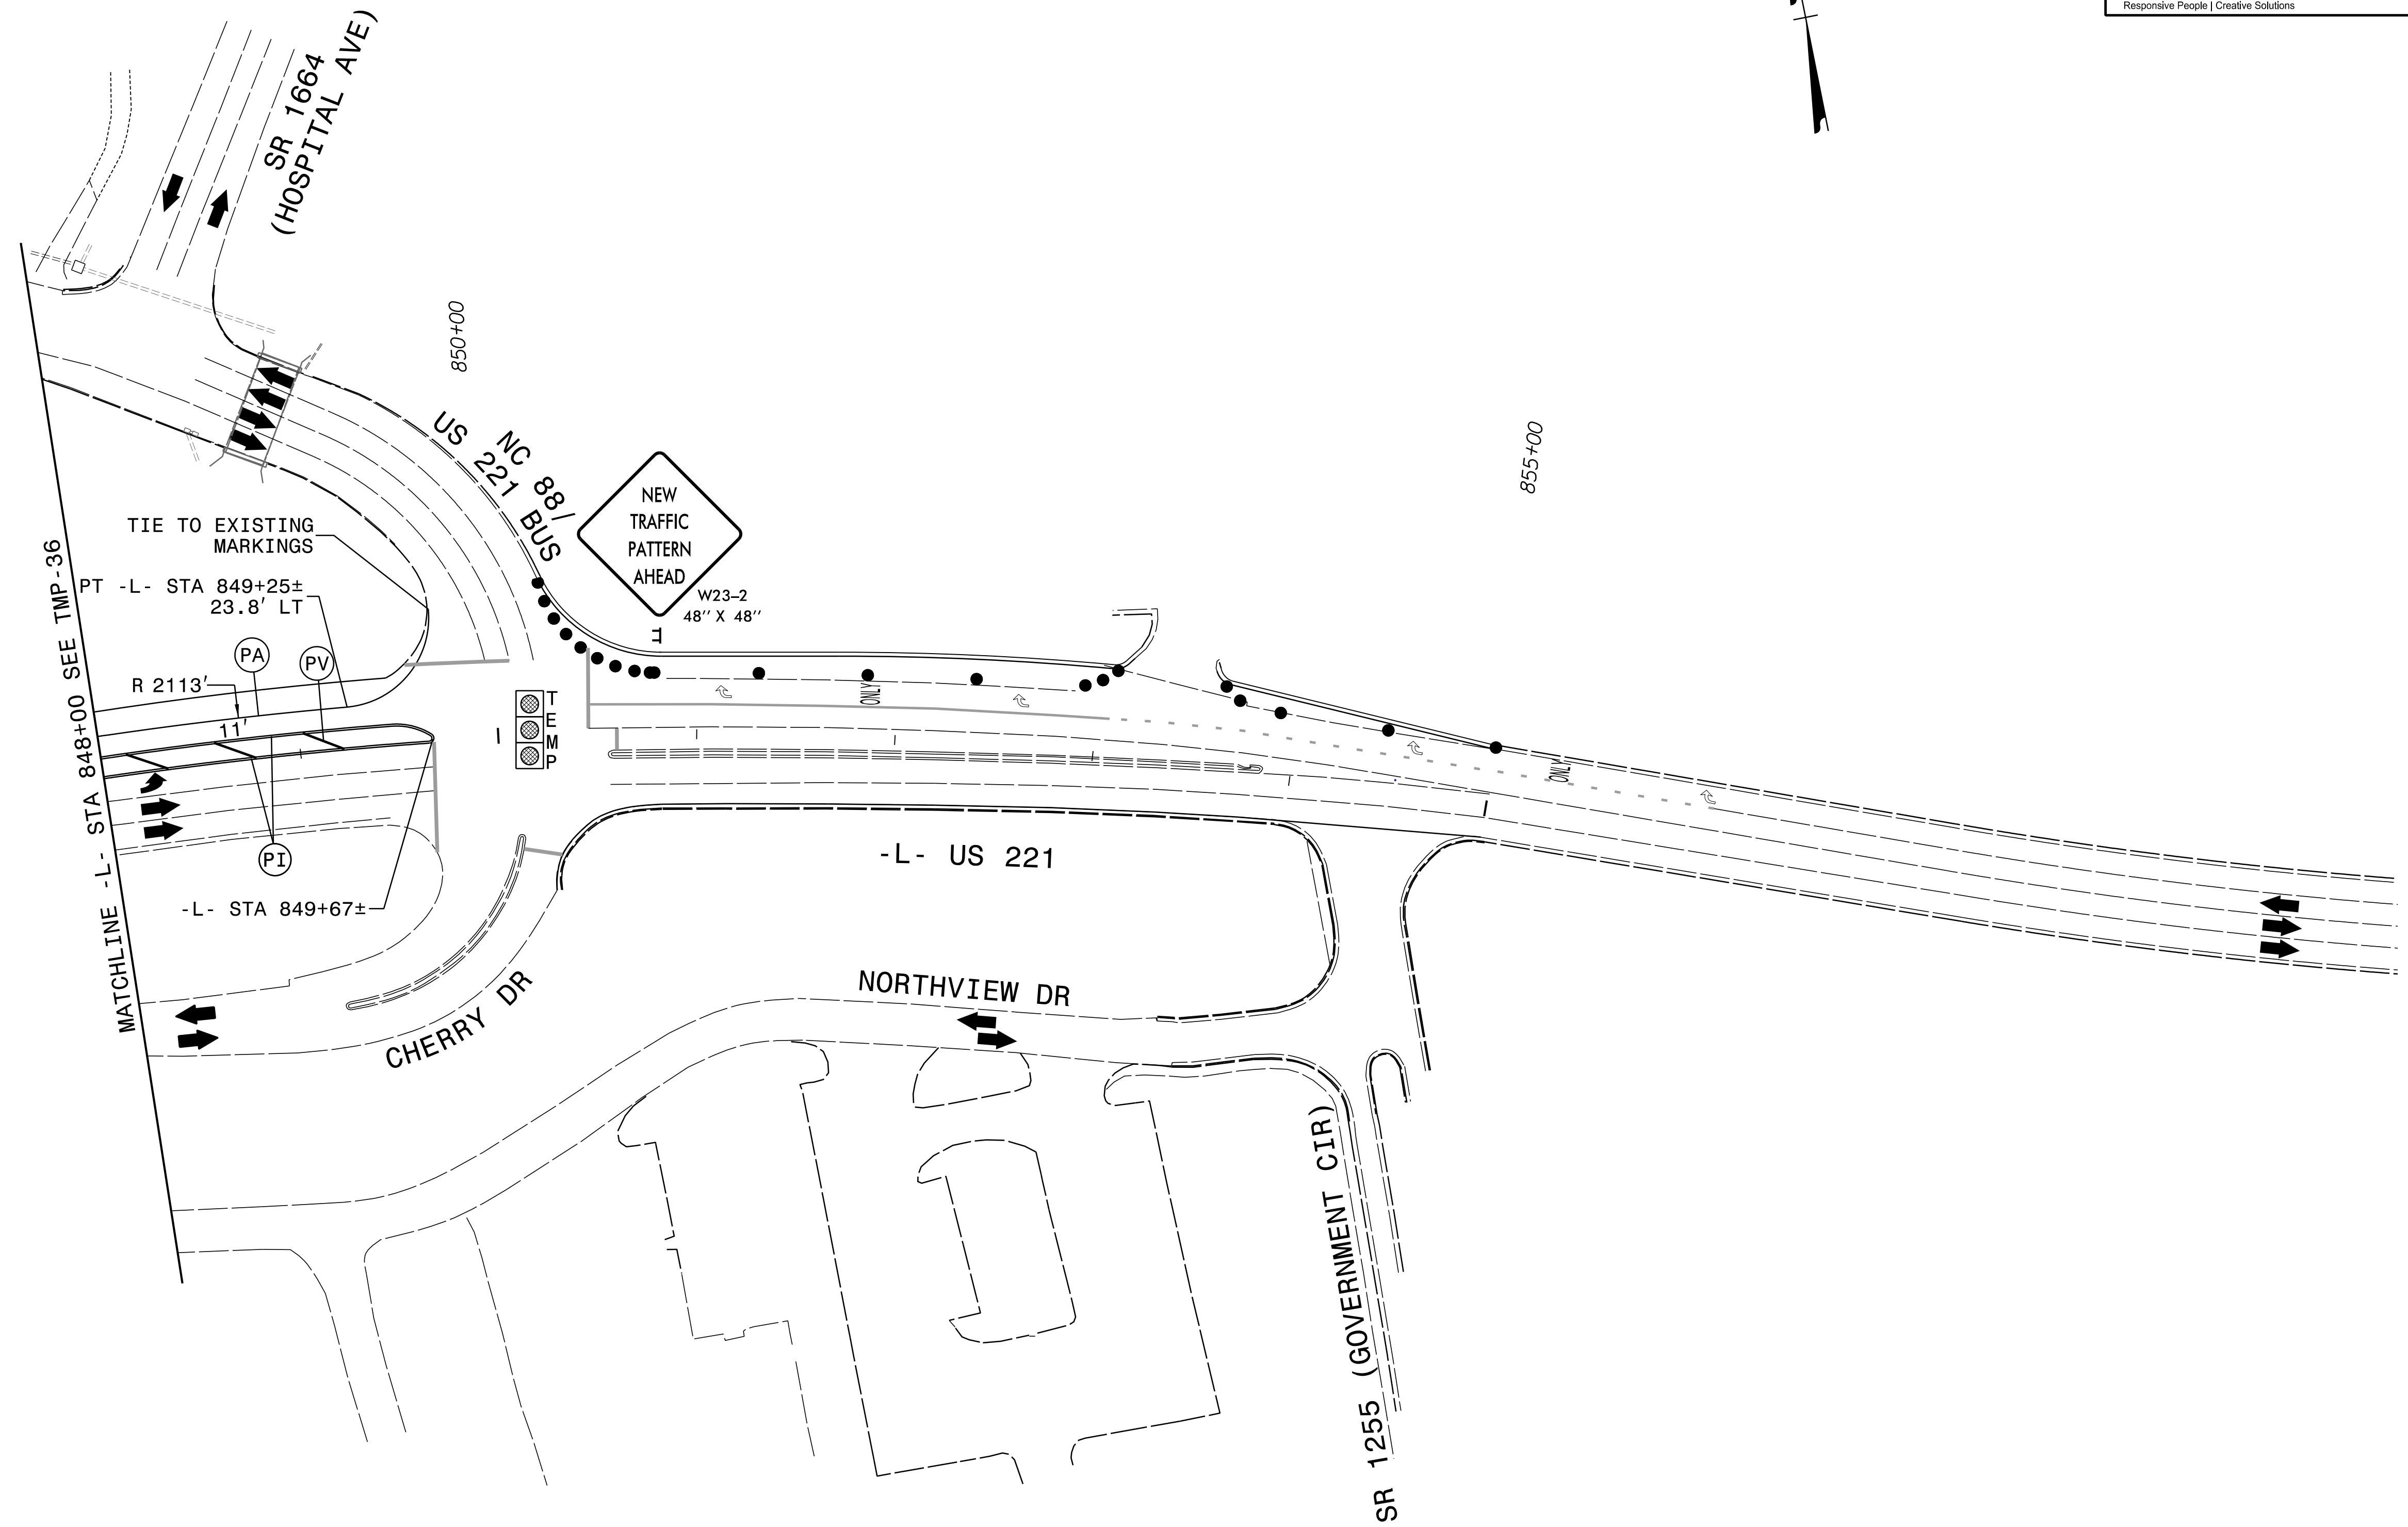 Responsive People | Creative Solutions
SR 1664
(HOSPITAL AVE)
850+00
855+00
NC 88/
US 221 BUS
NEW
TRAFFIC
PATTERN
AHEAD
W23–2
48" X 48"
TIE TO EXISTING
MARKINGS
PT -L- STA 849+25±
23.8' LT
PA
PV
R 2113'
11'
TEMP
ONLY
ONLY
PI
-L- STA 849+67±
MATCHLINE -L- STA 848+00 SEE TMP-36
-L- US 221
CHERRY DR
NORTHVIEW DR
SR 1255 (GOVERNMENT CIR)